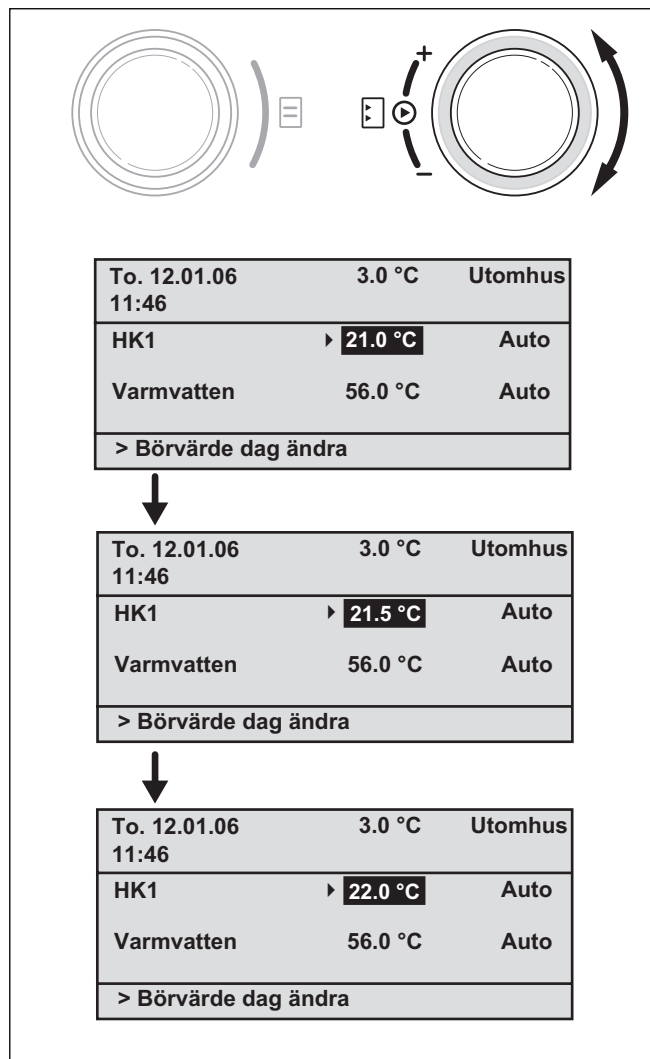 +
−
To. 12.01.06 3.0 °C Utomhus
11:46
HK1 21.0 °C Auto
Varmvatten 56.0 °C Auto
> Börvärde dag ändra
To. 12.01.06 3.0 °C Utomhus
11:46
HK1 21.5 °C Auto
Varmvatten 56.0 °C Auto
> Börvärde dag ändra
To. 12.01.06 3.0 °C Utomhus
11:46
HK1 22.0 °C Auto
Varmvatten 56.0 °C Auto
> Börvärde dag ändra